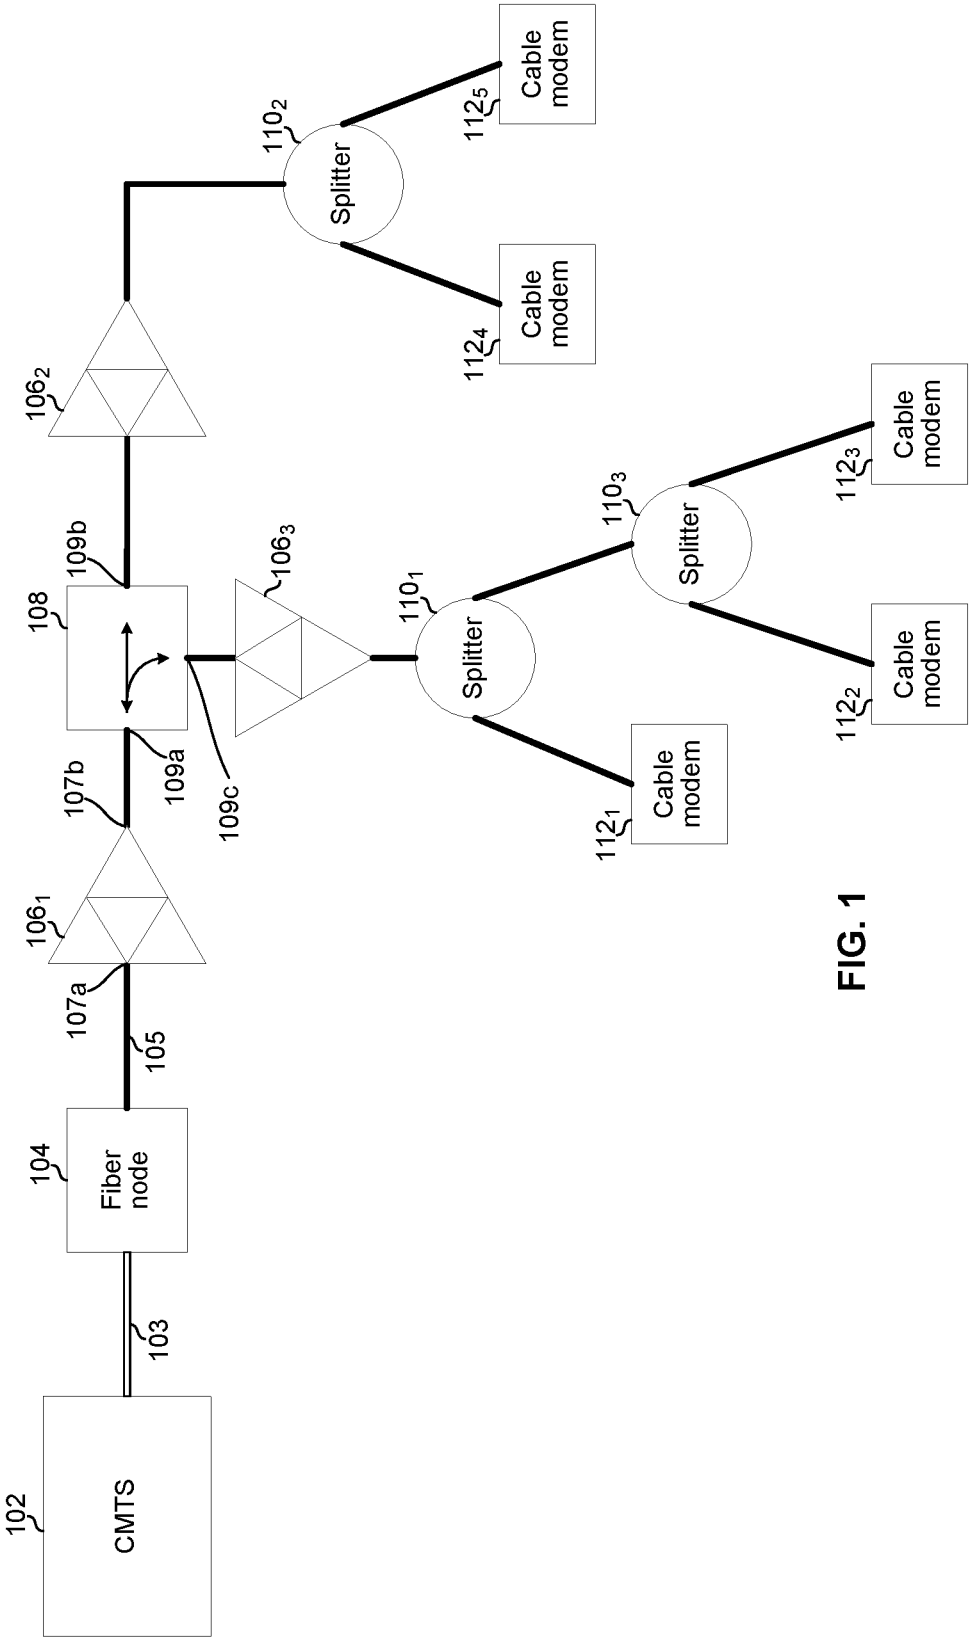 102
CMTS
103
104
Fiber
node
105
107a
106₁
107b
109a
109c
108
109b
106₂
106₃
110₁
Splitter
110₂
Splitter
110₃
Splitter
112₁
Cable
modem
112₂
Cable
modem
112₃
Cable
modem
112₄
Cable
modem
112₅
Cable
modem
FIG. 1